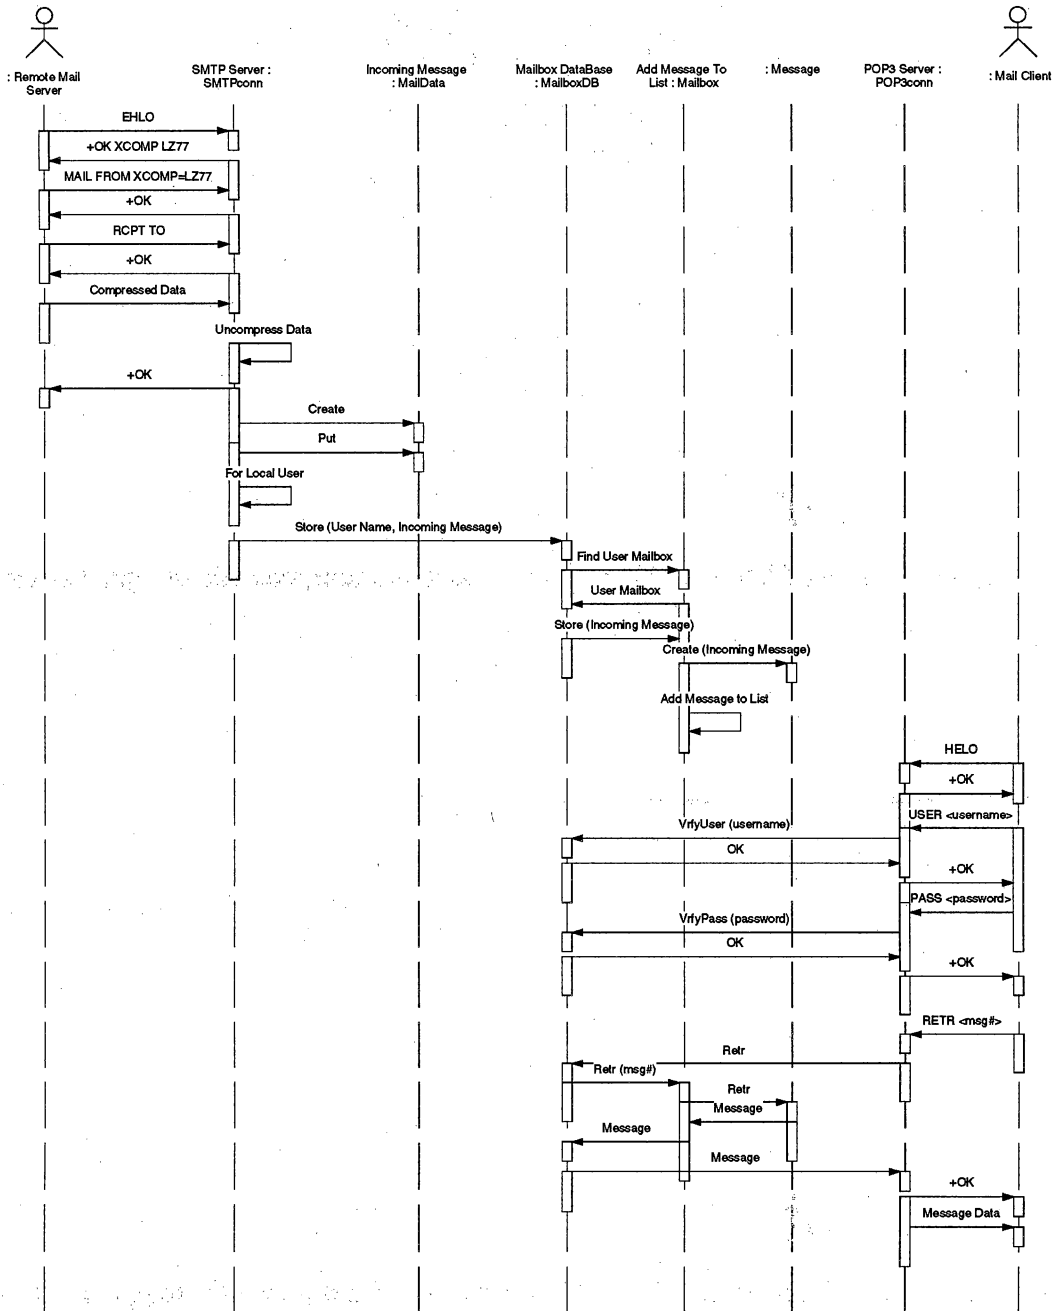 : Remote Mail
Server
SMTP Server :
SMTPconn
Incoming Message
: MailData
Mailbox DataBase
: MailboxDB
Add Message To
List : Mailbox
: Message
POP3 Server :
POP3conn
: Mail Client
EHLO
+OK XCOMP LZ77
MAIL FROM XCOMP=LZ77
+OK
RCPT TO
+OK
Compressed Data
Uncompress Data
+OK
Create
Put
For Local User
Store (User Name, Incoming Message)
Find User Mailbox
User Mailbox
Store (Incoming Message)
Create (Incoming Message)
Add Message to List
HELO
+OK
USER <username>
VrfyUser (username)
OK
+OK
PASS <password>
VrfyPass (password)
OK
+OK
RETR <msg#>
Retr
Retr (msg#)
Retr
Message
Message
Message
+OK
Message Data